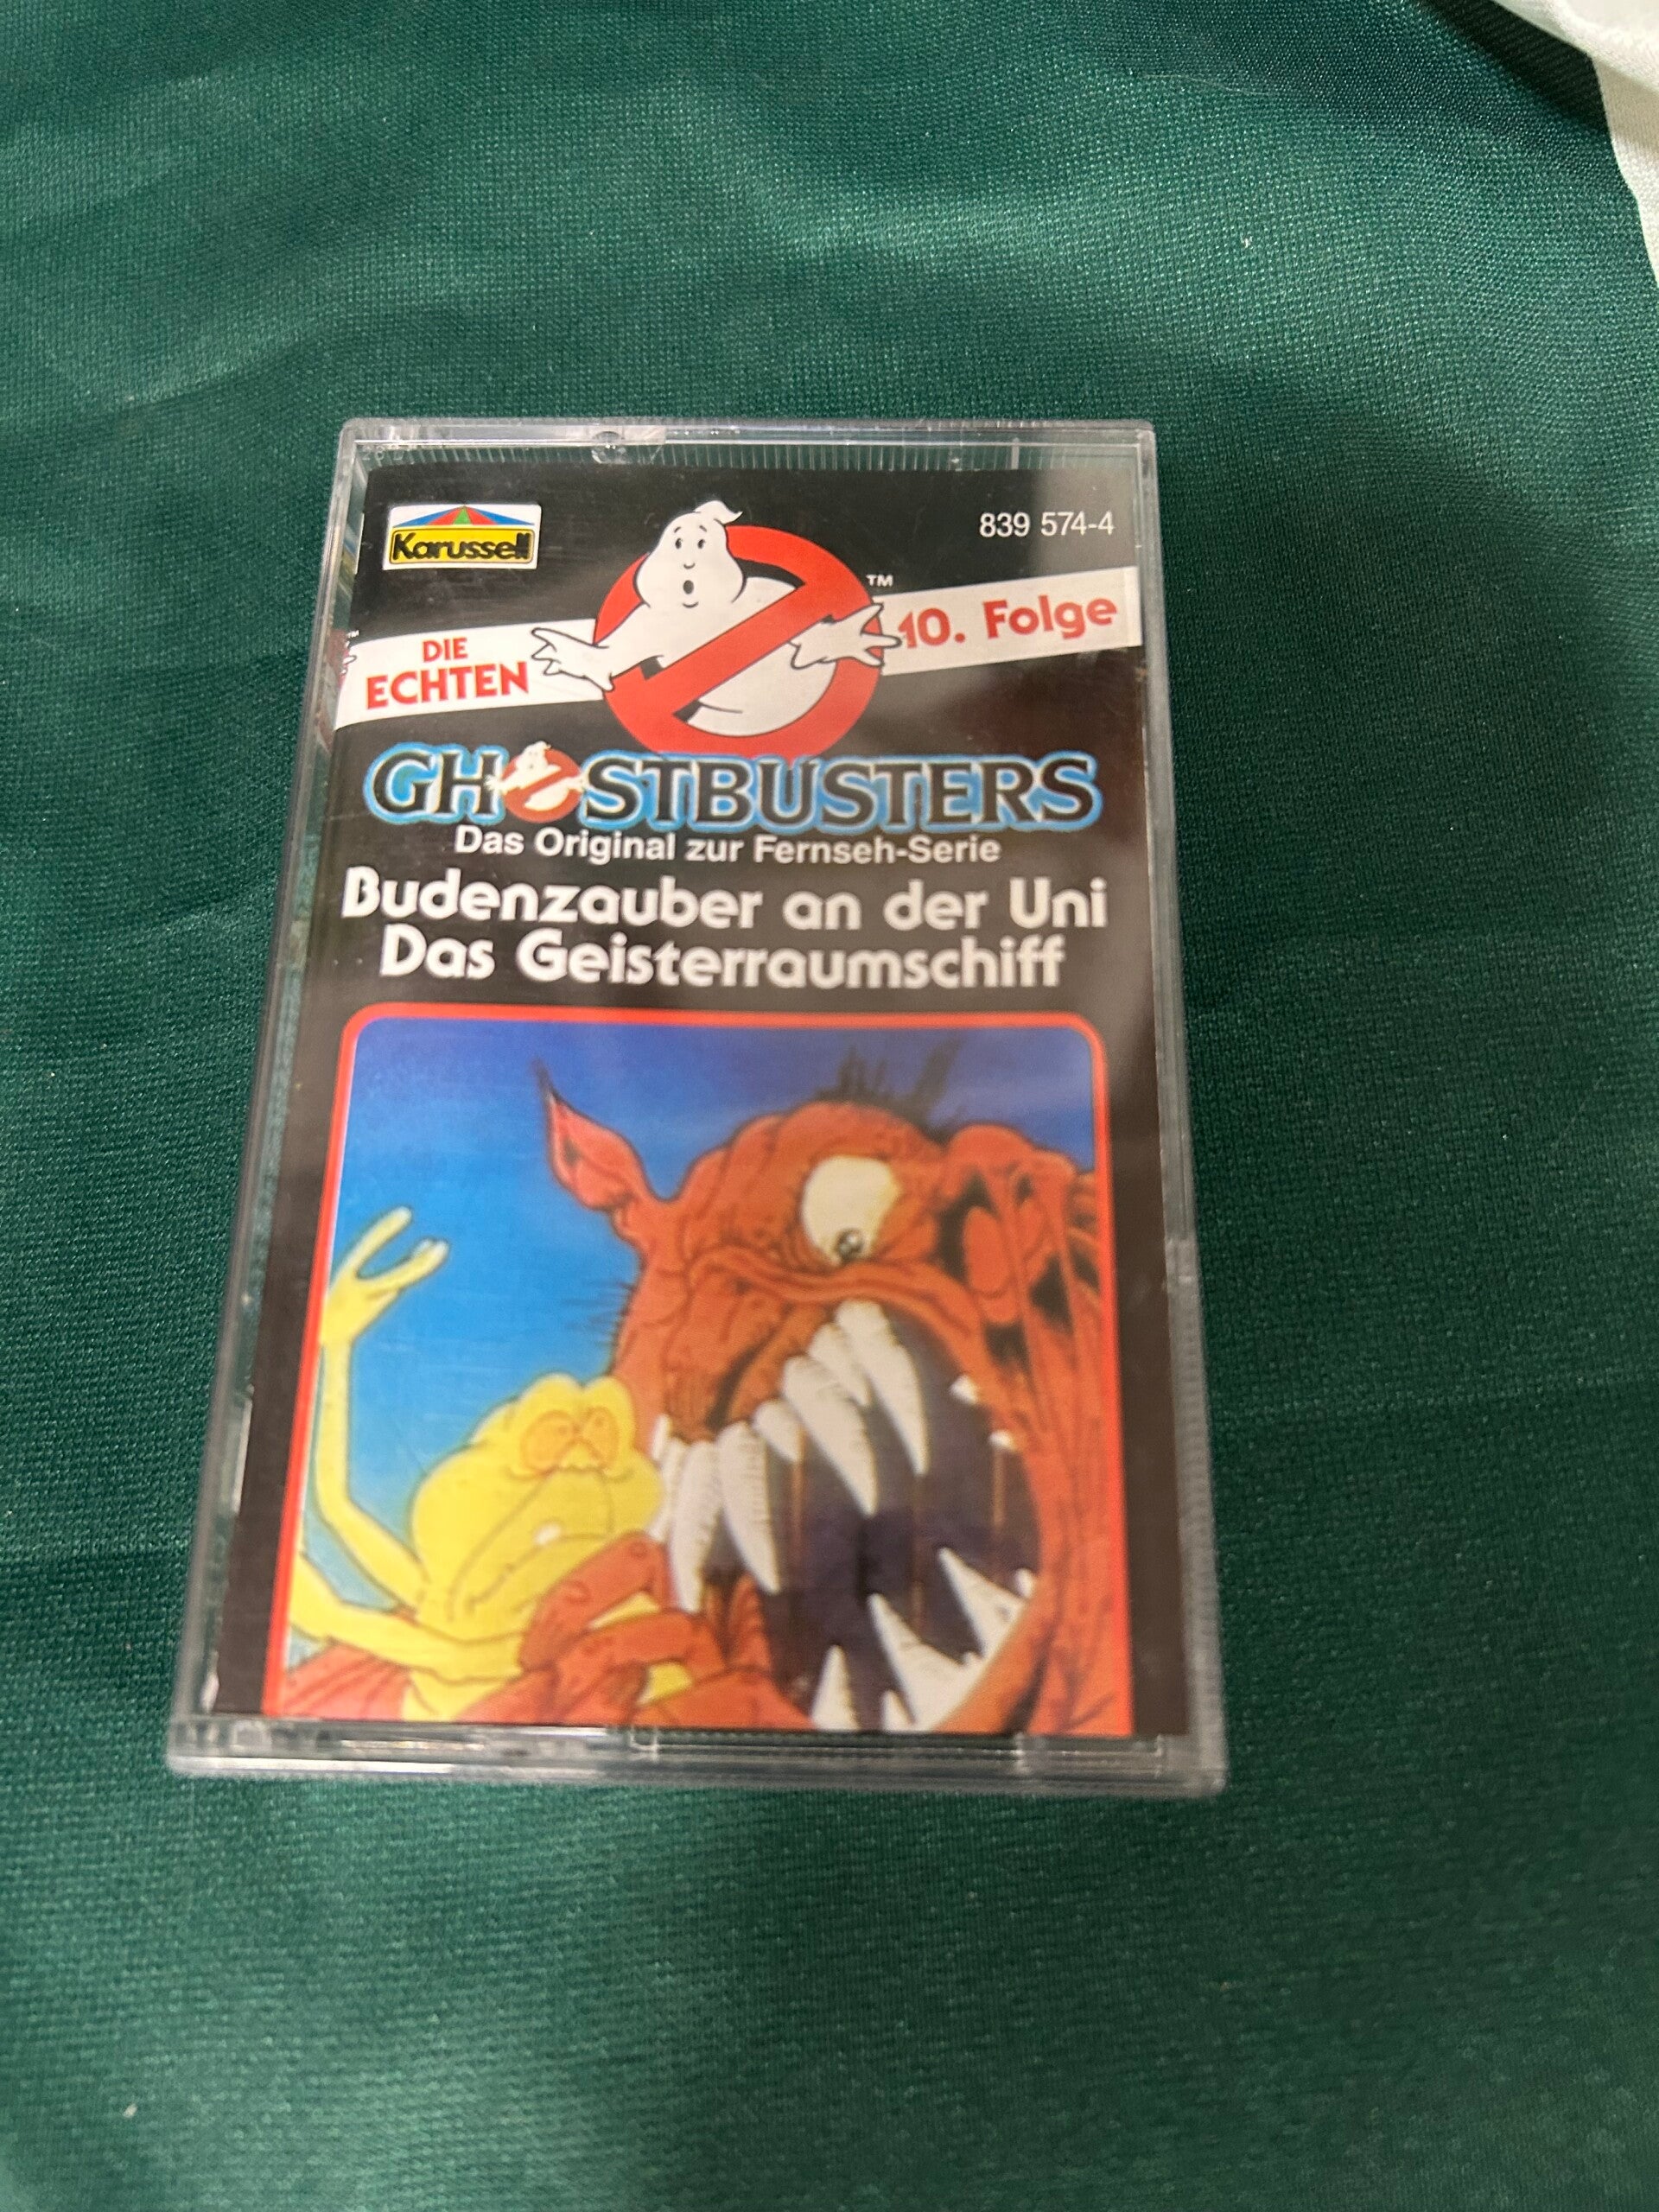 Karussell
839 574-4
TM
DIE
ECHTEN
10. Folge
GHOSTBUSTERS
Das Original zur Fernseh-Serie
Budenzauber an der Uni
Das Geisterraumschiff